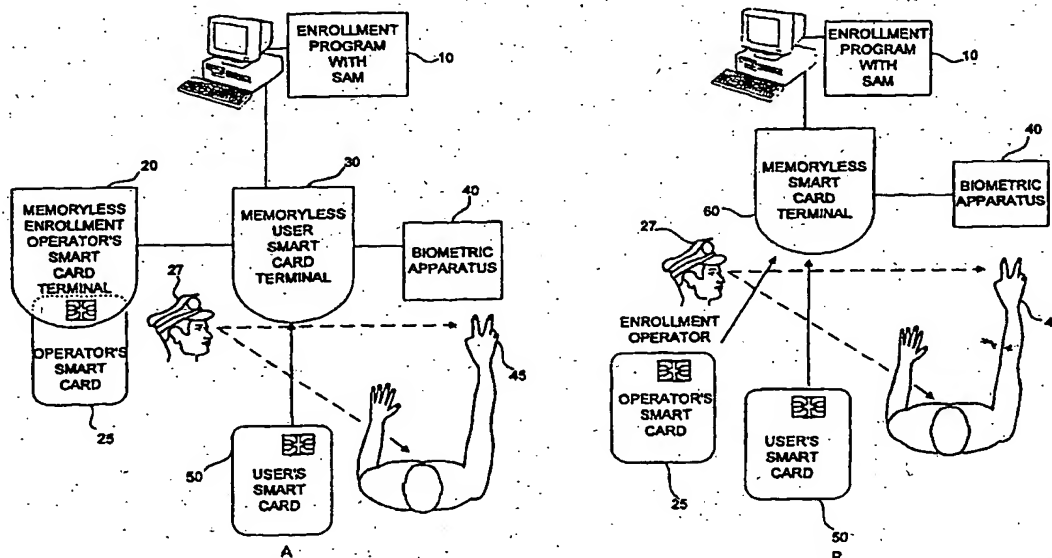 ENROLLMENT
PROGRAM
WITH
SAM
10
20
30
40
MEMORYLESS
ENROLLMENT
OPERATOR'S
SMART
CARD
TERMINAL
MEMORYLESS
USER
SMART
CARD
TERMINAL
BIOMETRIC
APPARATUS
27
OPERATOR'S
SMART
CARD
25
45
50
USER'S
SMART
CARD
A
ENROLLMENT
PROGRAM
WITH
SAM
10
MEMORYLESS
SMART
CARD
TERMINAL
60
40
BIOMETRIC
APPARATUS
27
ENROLLMENT
OPERATOR
OPERATOR'S
SMART
CARD
25
USER'S
SMART
CARD
50